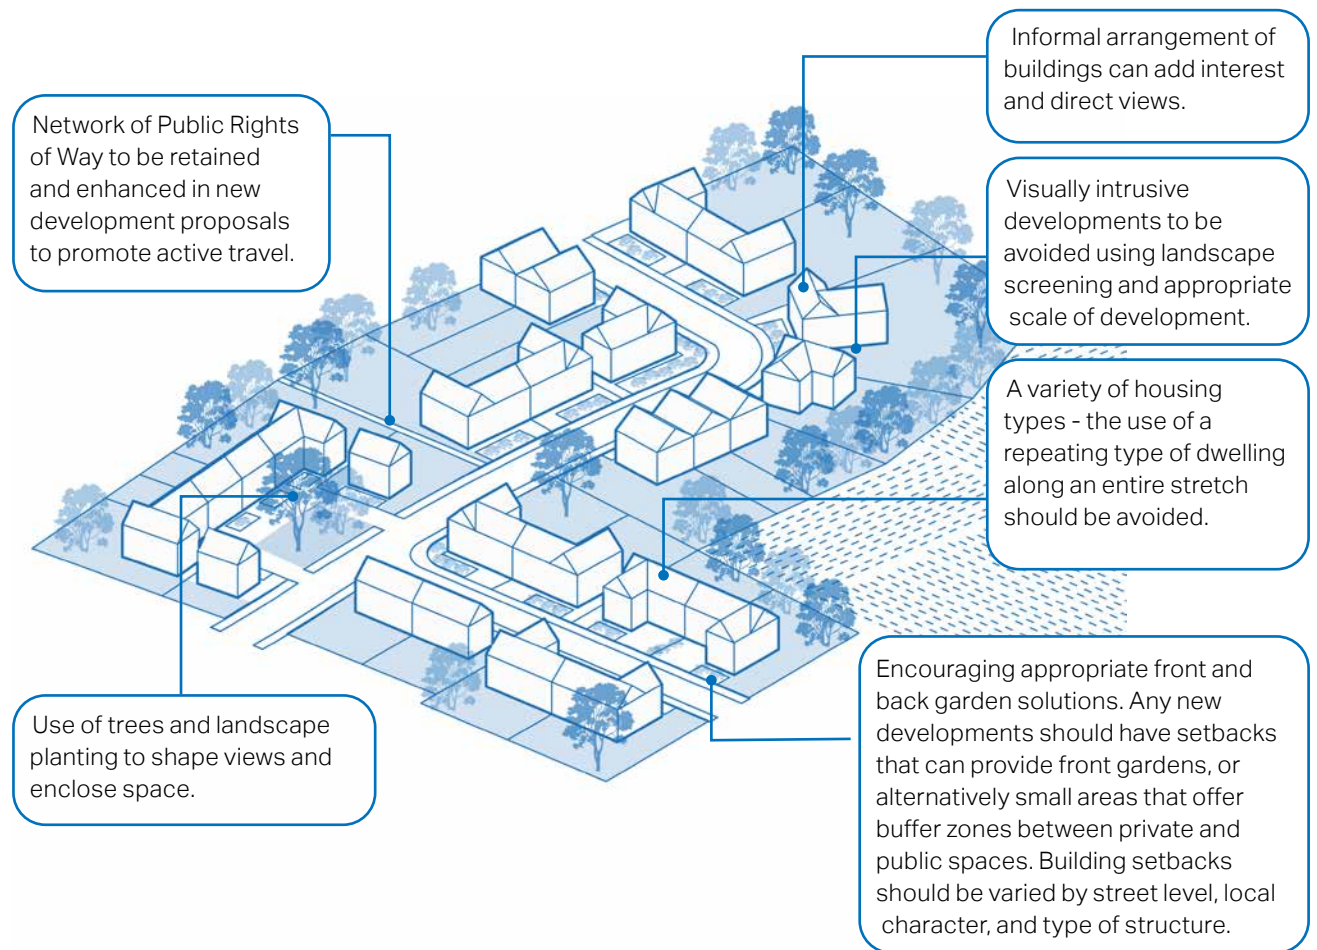 Informal arrangement of
buildings can add interest
and direct views.
Network of Public Rights
of Way to be retained
and enhanced in new
development proposals
to promote active travel.
Visually intrusive
developments to be
avoided using landscape
screening and appropriate
scale of development.
A variety of housing
types - the use of a
repeating type of dwelling
along an entire stretch
should be avoided.
Use of trees and landscape
planting to shape views and
enclose space.
Encouraging appropriate front and
back garden solutions. Any new
developments should have setbacks
that can provide front gardens, or
alternatively small areas that offer
buffer zones between private and
public spaces. Building setbacks
should be varied by street level, local
character, and type of structure.